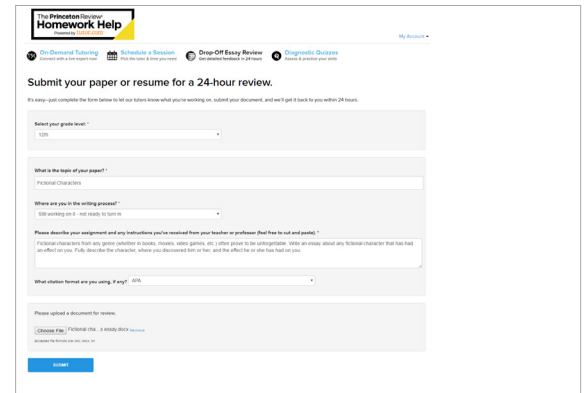 The Princeton Review
Homework Help
Powered by tutor.com
My Account
On-Demand Tutoring
Connect with a live expert now
Schedule a Session
Pick the tutor & time you need
Drop-Off Essay Review
Get detailed feedback in 24 hours
Diagnostic Quizzes
Assess & practice your skills
Submit your paper or resume for a 24-hour review.
It's easy—just complete the form below to let our tutors know what you're working on, submit your document, and we'll get it back to you within 24 hours.
Select your grade level: *
12th
What is the topic of your paper? *
Fictional Characters
Where are you in the writing process? *
Still working on it - not ready to turn in
Please describe your assignment and any instructions you've received from your teacher or professor (feel free to cut and paste). *
Fictional characters from any genre (whether in books, movies, video games, etc.) often prove to be unforgettable. Write an essay about any fictional character that has had
an effect on you. Fully describe the character, where you discovered him or her, and the effect he or she has had on you.
What citation format are you using, if any? APA
Please upload a document for review.
Choose File Fictional cha...s essay.docx Remove
Accepted file formats are: doc, docx, txt
SUBMIT